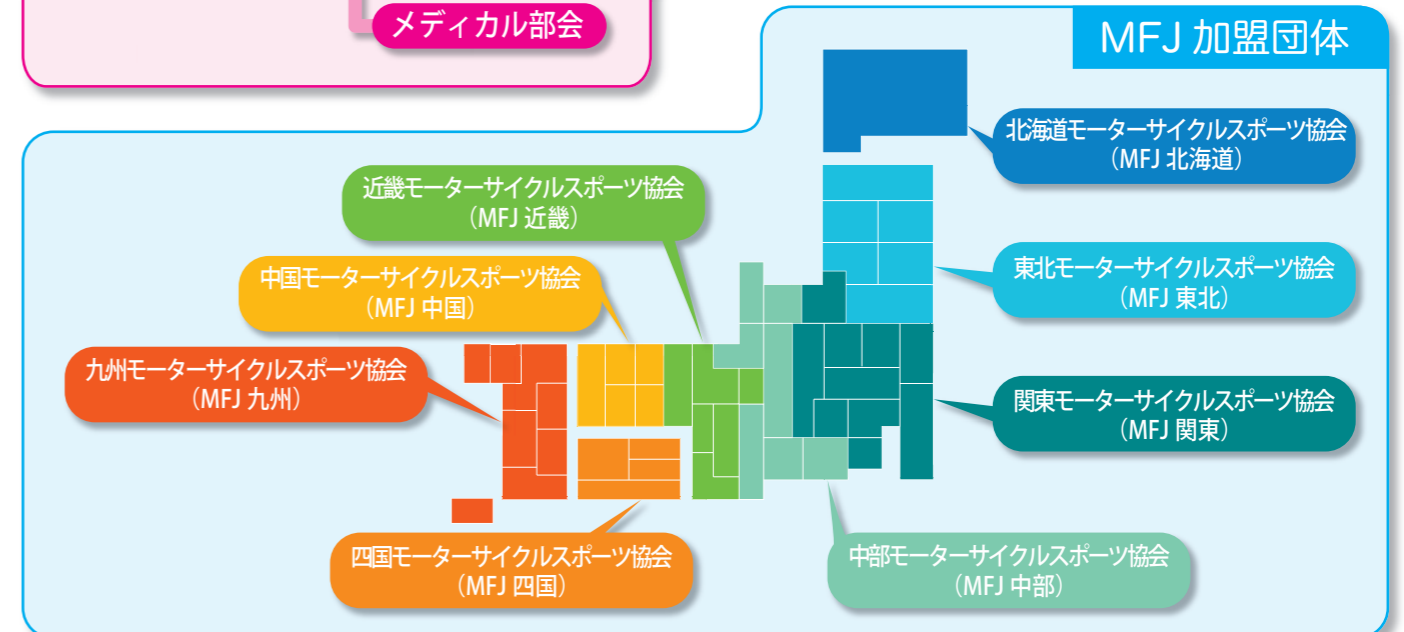 メディカル部会
MFJ 加盟団体
北海道モーターサイクルスポーツ協会
（MFJ 北海道）
近畿モーターサイクルスポーツ協会
（MFJ 近畿）
東北モーターサイクルスポーツ協会
（MFJ 東北）
中国モーターサイクルスポーツ協会
（MFJ 中国）
九州モーターサイクルスポーツ協会
（MFJ 九州）
関東モーターサイクルスポーツ協会
（MFJ 関東）
四国モーターサイクルスポーツ協会
（MFJ 四国）
中部モーターサイクルスポーツ協会
（MFJ 中部）